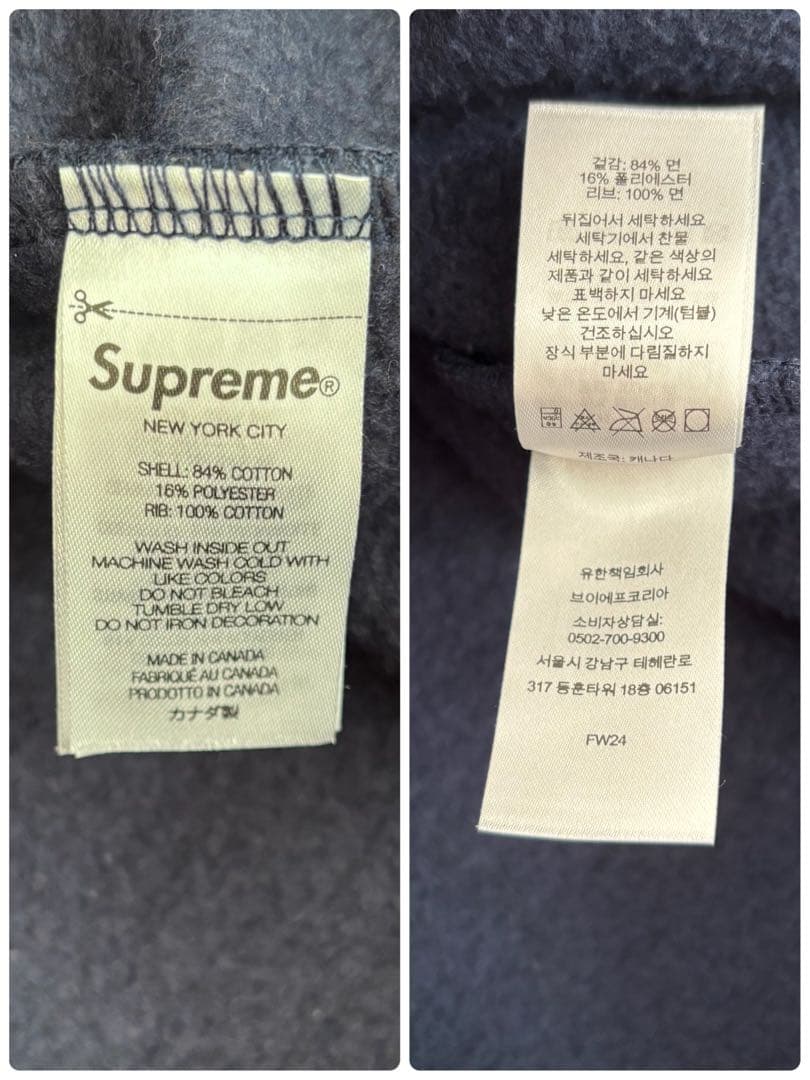 Supreme®
NEW YORK CITY
SHELL: 84% COTTON
16% POLYESTER
RIB: 100% COTTON
WASH INSIDE OUT
MACHINE WASH COLD WITH
LIKE COLORS
DO NOT BLEACH
TUMBLE DRY LOW
DO NOT IRON DECORATION
MADE IN CANADA
FABRIQUÉ AU CANADA
PRODOTTO IN CANADA
カナダ製
겉감: 84% 면
16% 폴리에스터
리브: 100% 면
뒤집어서 세탁하세요
세탁기에서 찬물
세탁하세요, 같은 색상의
제품과 같이 세탁하세요
표백하지 마세요
낮은 온도에서 기계(텀블)
건조하십시오
장식 부분에 다림질하지
마세요
제조국: 캐나다
유한책임회사
브이에프코리아
소비자상담실:
0502-700-9300
서울시 강남구 테헤란로
317 동훈타워 18층 06151
FW24